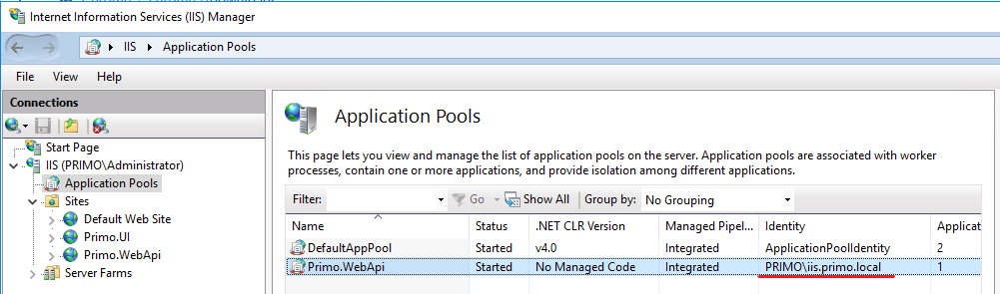 Internet Information Services (IIS) Manager
IIS Application Pools
File View Help
Connections
Start Page
IIS (PRIMO\Administrator)
Application Pools
Sites
Default Web Site
Primo.UI
Primo.WebApi
Server Farms
Application Pools
This page lets you view and manage the list of application pools on the server. Application pools are associated with worker
processes, contain one or more applications, and provide isolation among different applications.
Filter: Go Show All Group by: No Grouping
Name Status .NET CLR Version Managed Pipel... Identity Applicat
DefaultAppPool Started v4.0 Integrated ApplicationPoolIdentity 2
Primo.WebApi Started No Managed Code Integrated PRIMO\iis.primo.local 1